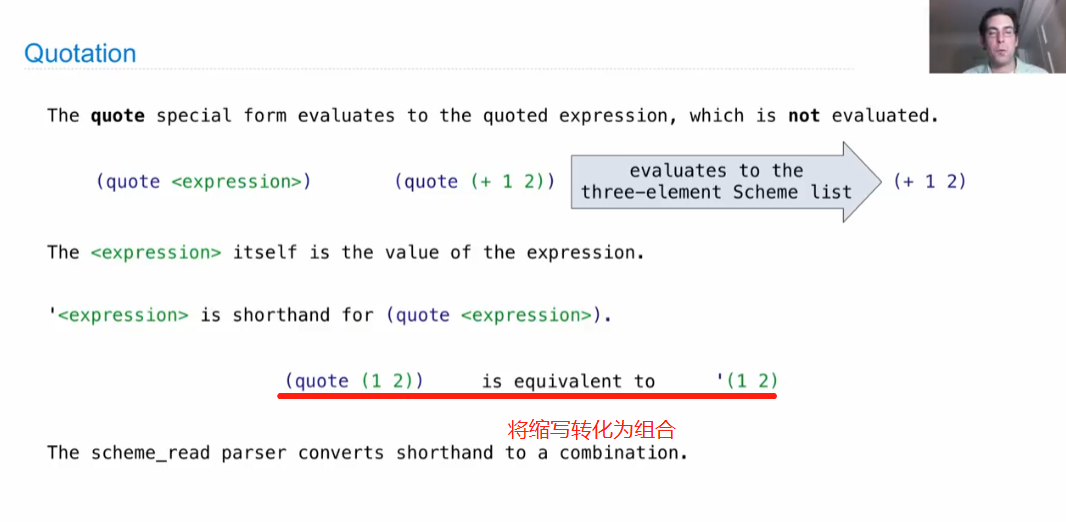 Quotation
The quote special form evaluates to the quoted expression, which is not evaluated.
(quote <expression>) (quote (+ 1 2)) evaluates to the three-element Scheme list (+ 1 2)
The <expression> itself is the value of the expression.
'<expression> is shorthand for (quote <expression>).
(quote (1 2)) is equivalent to '(1 2)
将缩写转化为组合
The scheme_read parser converts shorthand to a combination.